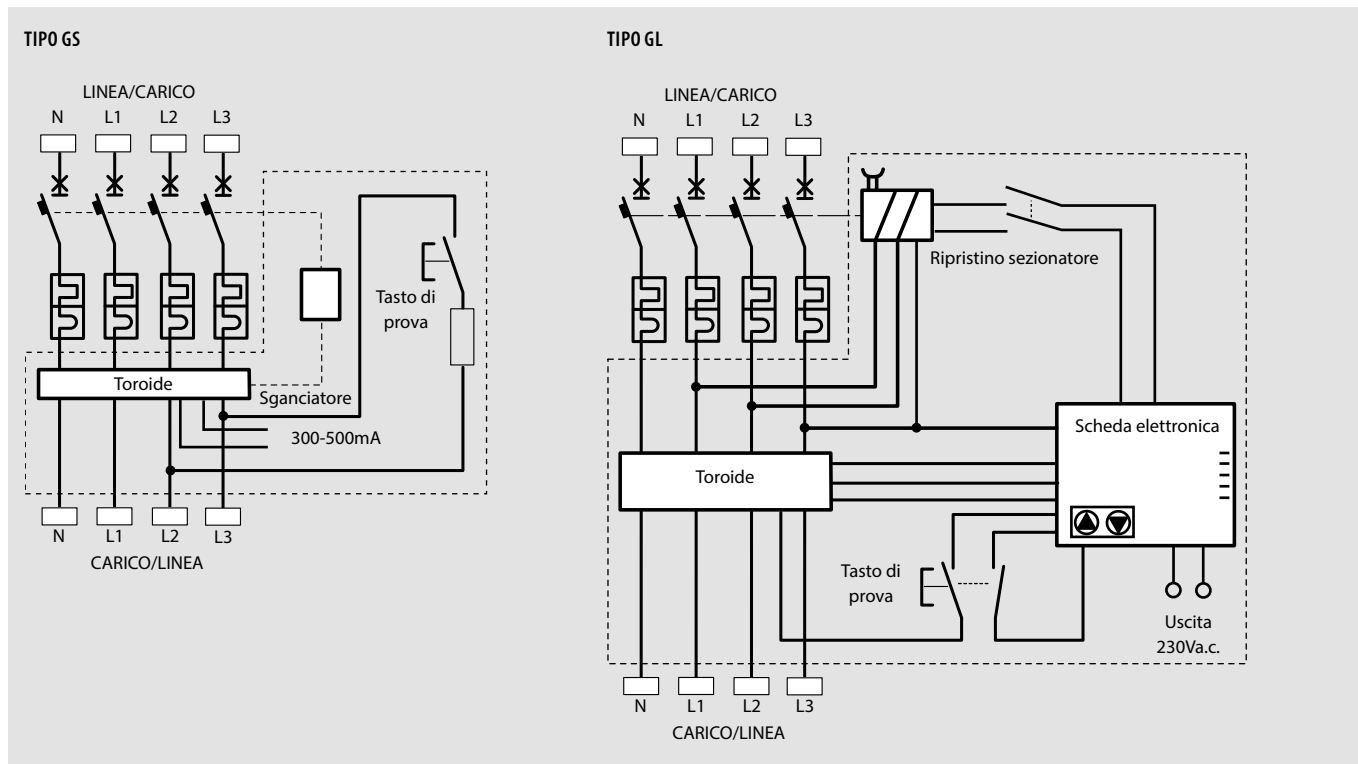 TIPO GS
LINEA/CARICO
N L1 L2 L3
Tasto di
prova
Toroide
Sganciatore
300-500mA
N L1 L2 L3
CARICO/LINEA
TIPO GL
LINEA/CARICO
N L1 L2 L3
Ripristino sezionatore
Scheda elettronica
Toroide
Tasto di
prova
Uscita
230Va.c.
N L1 L2 L3
CARICO/LINEA